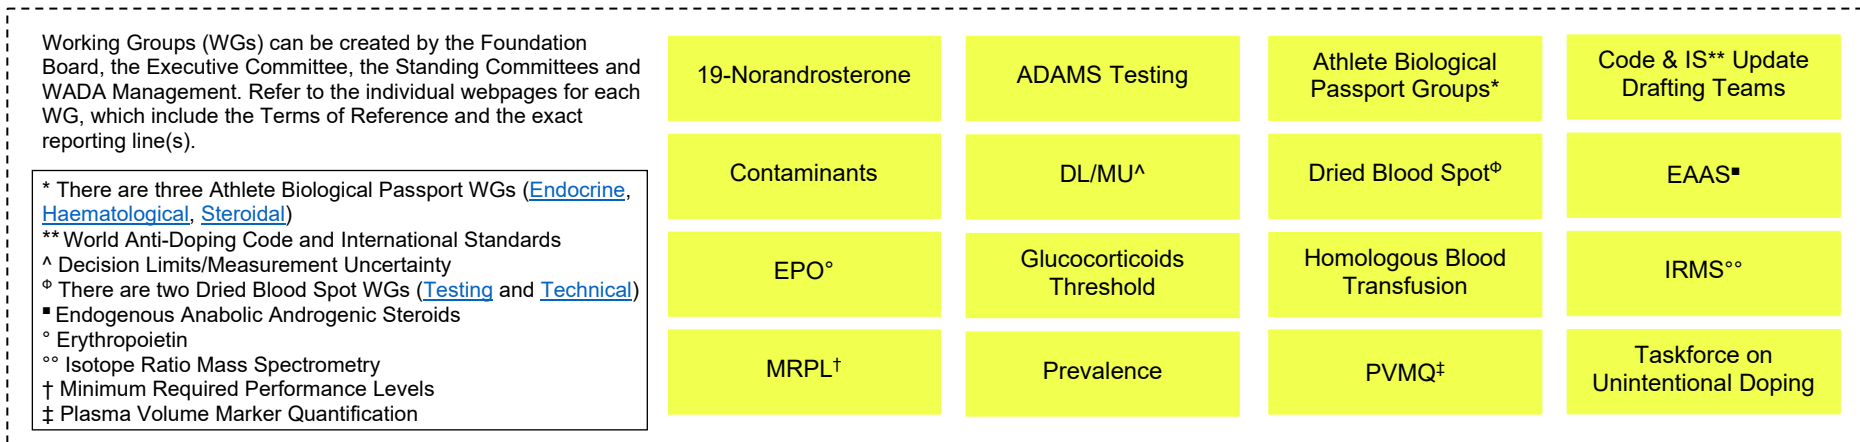 Working Groups (WGs) can be created by the Foundation
Board, the Executive Committee, the Standing Committees and
WADA Management. Refer to the individual webpages for each
WG, which include the Terms of Reference and the exact
reporting line(s).
* There are three Athlete Biological Passport WGs (Endocrine,
Haematological, Steroidal)
** World Anti-Doping Code and International Standards
^ Decision Limits/Measurement Uncertainty
Φ There are two Dried Blood Spot WGs (Testing and Technical)
■ Endogenous Anabolic Androgenic Steroids
° Erythropoietin
°° Isotope Ratio Mass Spectrometry
† Minimum Required Performance Levels
‡ Plasma Volume Marker Quantification
19-Norandrosterone
ADAMS Testing
Athlete Biological
Passport Groups*
Code & IS** Update
Drafting Teams
Contaminants
DL/MU^
Dried Blood SpotΦ
EAAS■
EPO°
Glucocorticoids
Threshold
Homologous Blood
Transfusion
IRMS°°
MRPL†
Prevalence
PVMQ‡
Taskforce on
Unintentional Doping